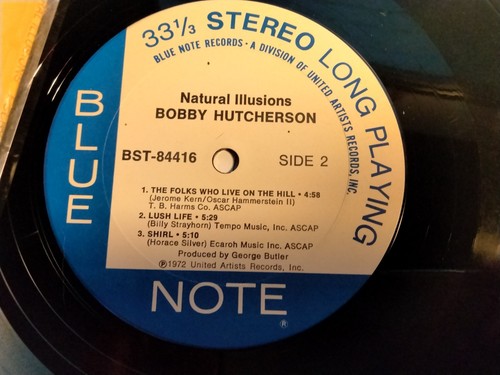 33⅓ STEREO LONG PLAYING
BLUE NOTE RECORDS • A DIVISION OF UNITED ARTISTS RECORDS, INC.
BLUE
Natural Illusions
BOBBY HUTCHERSON
BST-84416
SIDE 2
1. THE FOLKS WHO LIVE ON THE HILL • 4:58
(Jerome Kern/Oscar Hammerstein II)
T. B. Harms Co. ASCAP
2. LUSH LIFE • 5:29
(Billy Strayhorn) Tempo Music, Inc. ASCAP
3. SHIRL • 5:10
(Horace Silver) Ecaroh Music Inc. ASCAP
Produced by George Butler
℗1972 United Artists Records, Inc.
NOTE ®